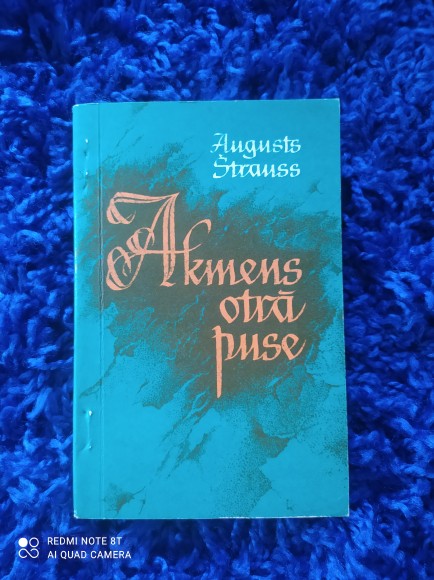 Augusts
Štrauss
Akmens
otrā
puse
REDMI NOTE 8T
AI QUAD CAMERA